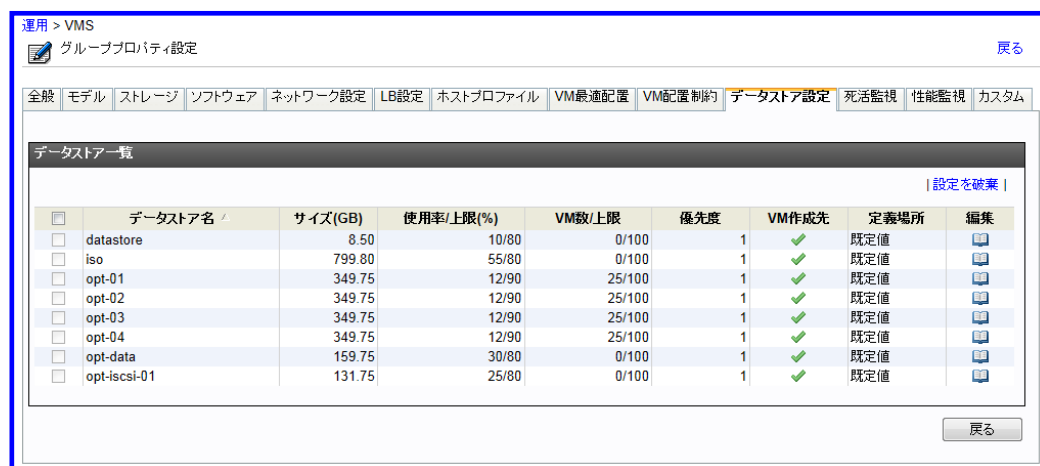 運用 > VMS
グループプロパティ設定 戻る
全般 モデル ストレージ ソフトウェア ネットワーク設定 LB設定 ホストプロファイル VM最適配置 VM配置制約 データストア設定 死活監視 性能監視 カスタム
データストア一覧
| 設定を破棄 |
データストア名 サイズ(GB) 使用率/上限(%) VM数/上限 優先度 VM作成先 定義場所 編集
datastore 8.50 10/80 0/100 1 既定値
iso 799.80 55/80 0/100 1 既定値
opt-01 349.75 12/90 25/100 1 既定値
opt-02 349.75 12/90 25/100 1 既定値
opt-03 349.75 12/90 25/100 1 既定値
opt-04 349.75 12/90 25/100 1 既定値
opt-data 159.75 30/80 0/100 1 既定値
opt-iscsi-01 131.75 25/80 0/100 1 既定値
戻る